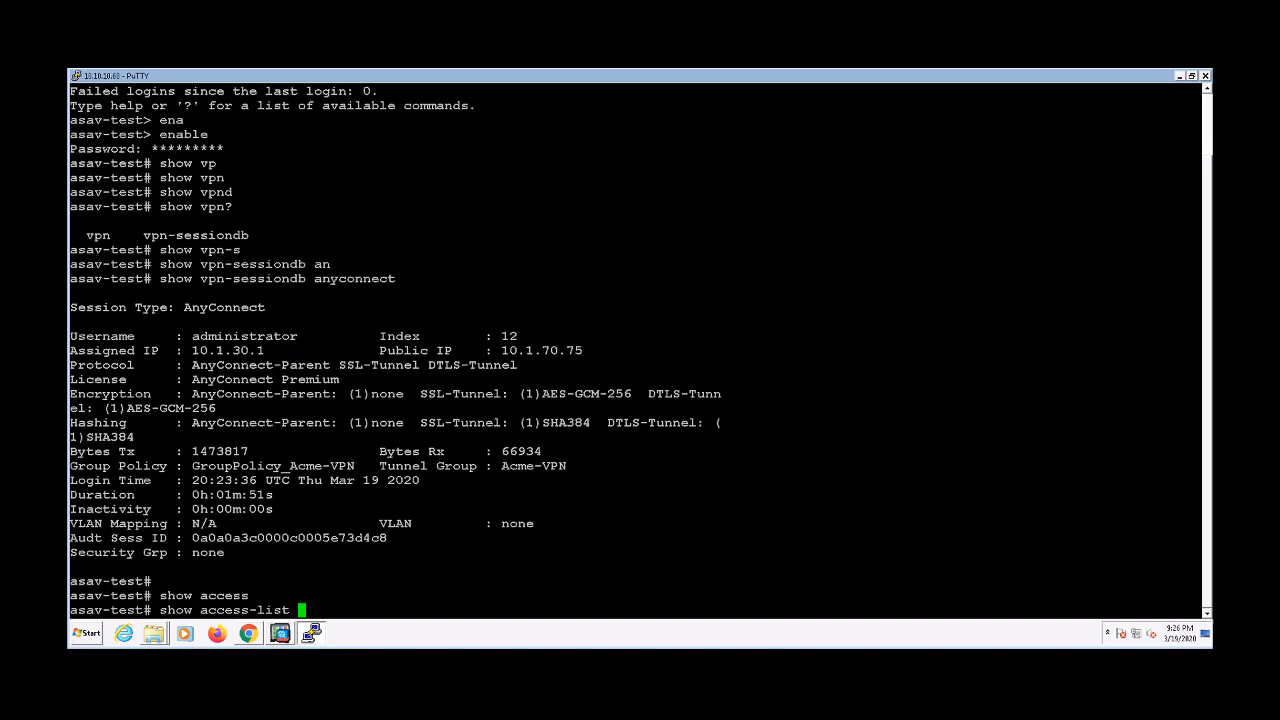 10.10.10.60 - PuTTY
Failed logins since the last login: 0.
Type help or '?' for a list of available commands.
asav-test> ena
asav-test> enable
Password: *********
asav-test# show vp
asav-test# show vpn
asav-test# show vpnd
asav-test# show vpn?
vpn vpn-sessiondb
asav-test# show vpn-s
asav-test# show vpn-sessiondb an
asav-test# show vpn-sessiondb anyconnect
Session Type: AnyConnect
Username : administrator Index : 12
Assigned IP : 10.1.30.1 Public IP : 10.1.70.75
Protocol : AnyConnect-Parent SSL-Tunnel DTLS-Tunnel
License : AnyConnect Premium
Encryption : AnyConnect-Parent: (1)none SSL-Tunnel: (1)AES-GCM-256 DTLS-Tunn
el: (1)AES-GCM-256
Hashing : AnyConnect-Parent: (1)none SSL-Tunnel: (1)SHA384 DTLS-Tunnel: (
1)SHA384
Bytes Tx : 1473817 Bytes Rx : 66934
Group Policy : GroupPolicy_Acme-VPN Tunnel Group : Acme-VPN
Login Time : 20:23:36 UTC Thu Mar 19 2020
Duration : 0h:01m:51s
Inactivity : 0h:00m:00s
VLAN Mapping : N/A VLAN : none
Audt Sess ID : 0a0a0a3c0000c0005e73d4c8
Security Grp : none
asav-test#
asav-test# show access
asav-test# show access-list
Start
9:26 PM
3/19/2020